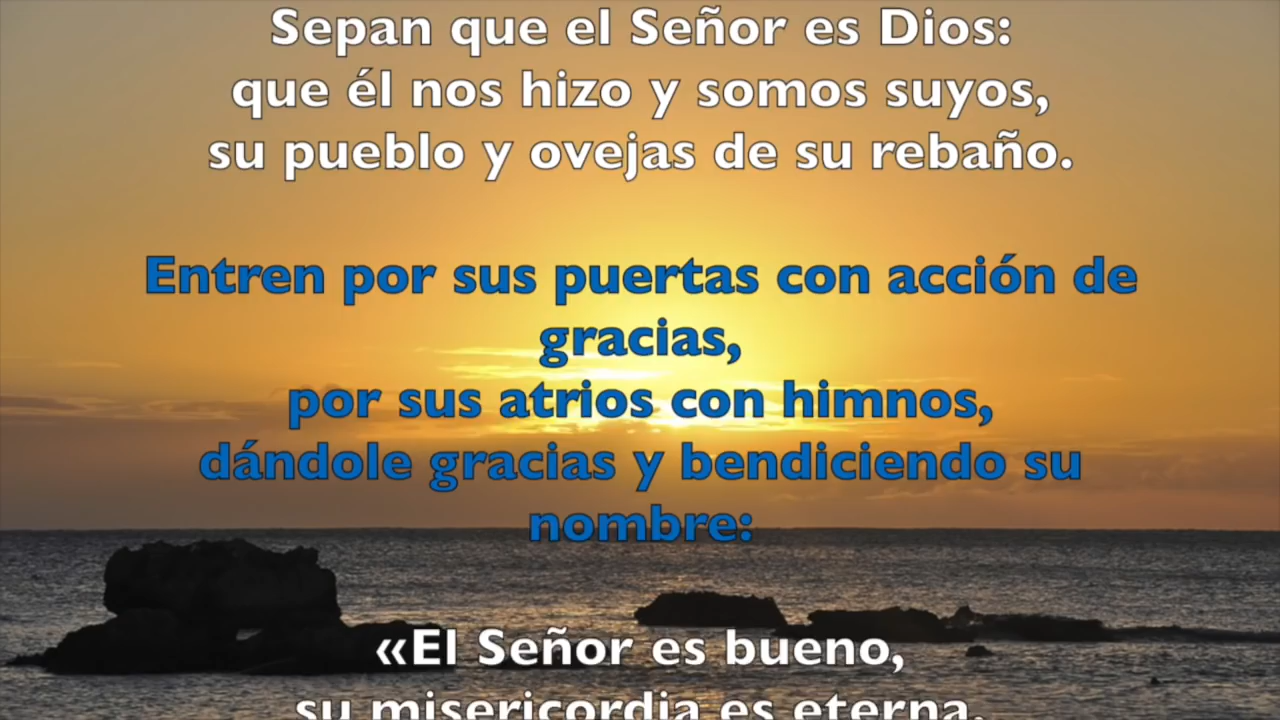 Sepan que el Señor es Dios:
que él nos hizo y somos suyos,
su pueblo y ovejas de su rebaño.
Entren por sus puertas con acción de
gracias,
por sus atrios con himnos,
dándole gracias y bendiciendo su
nombre:
«El Señor es bueno,
su misericordia es eterna,